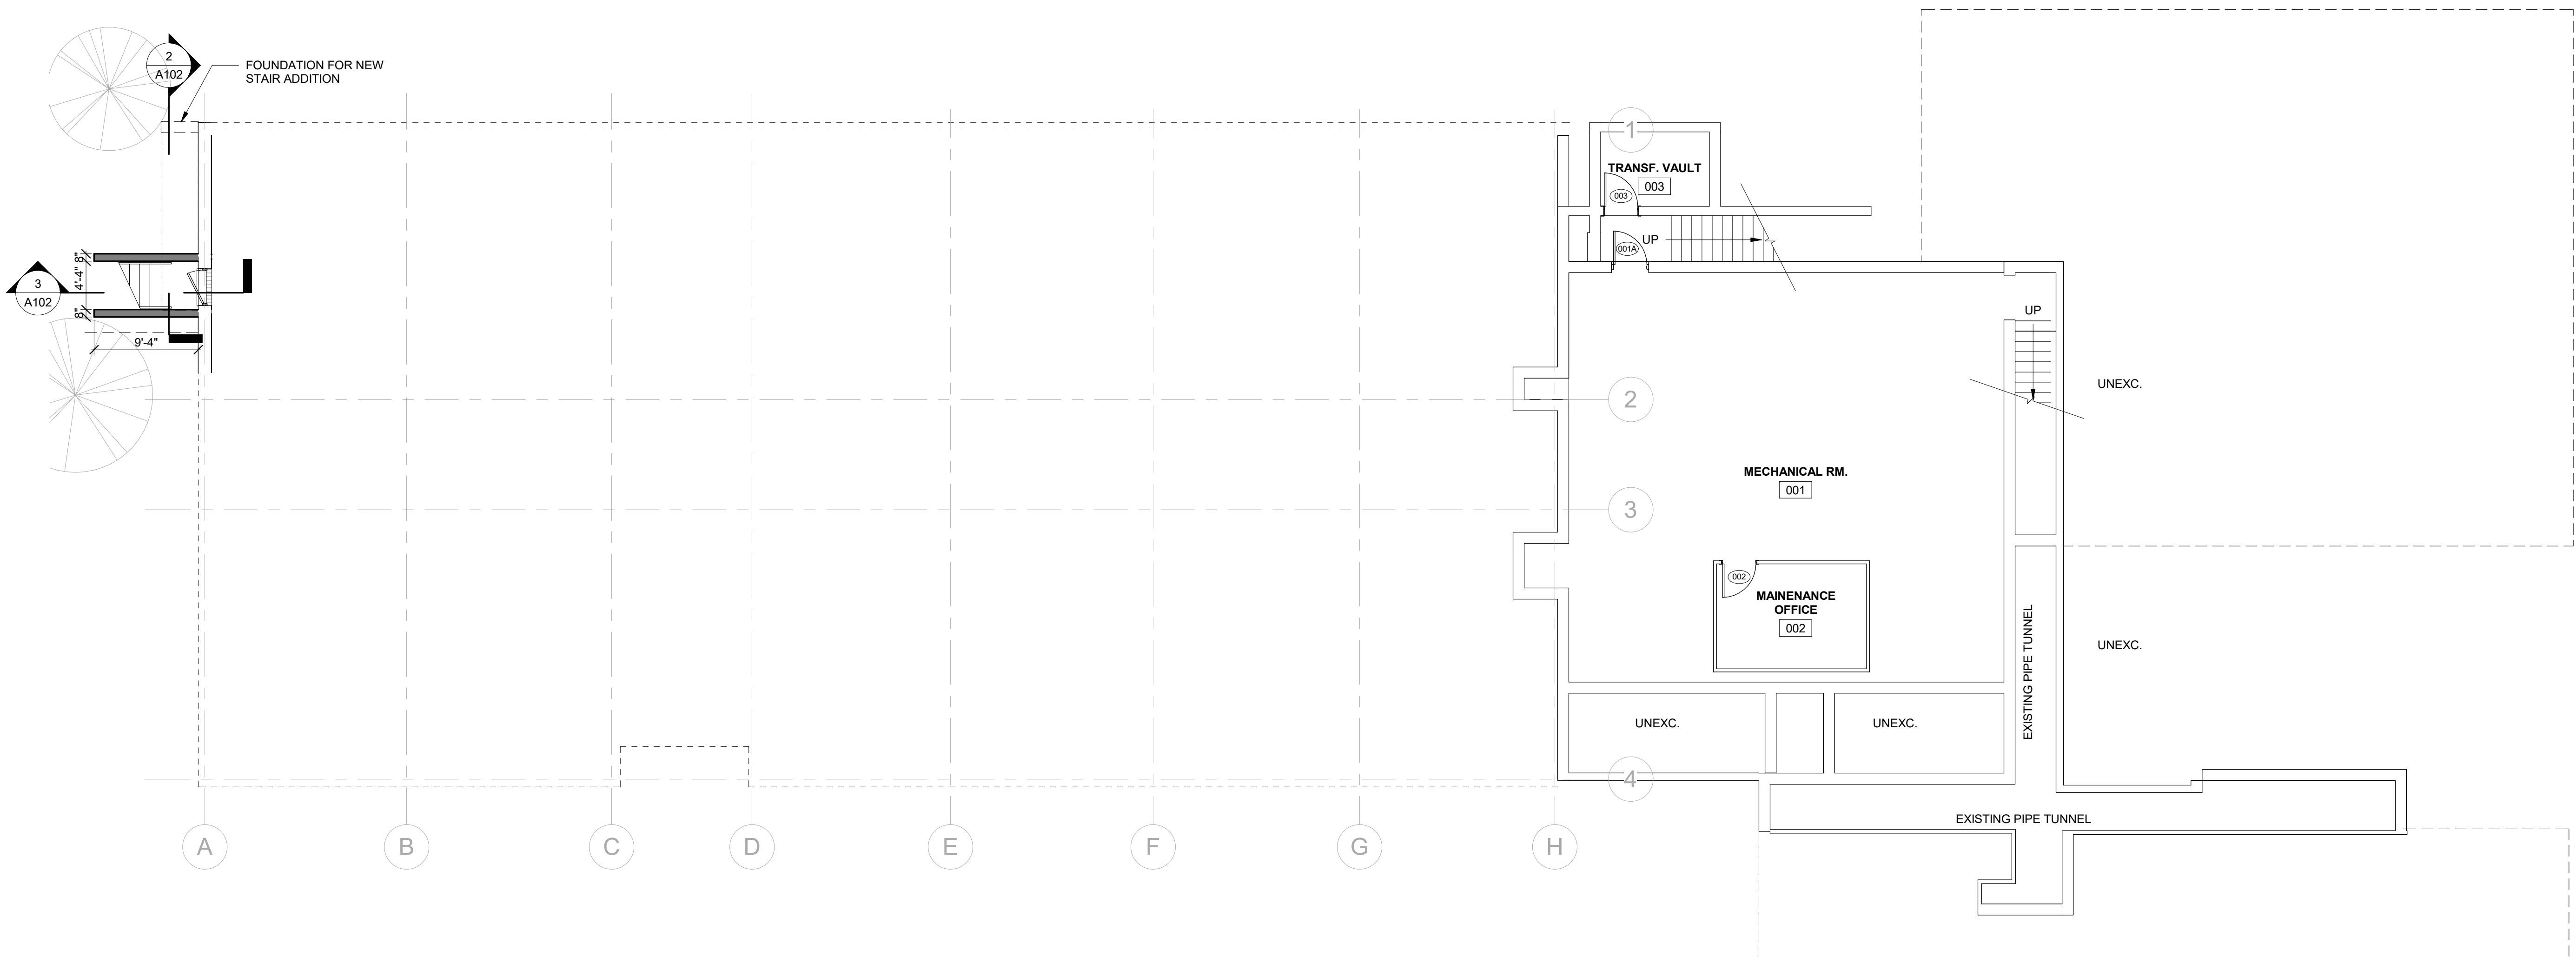 2
A102
FOUNDATION FOR NEW
STAIR ADDITION
1
TRANSF. VAULT
003
003
001A
UP
8"
4'-4"
8"
3
A102
9'-4"
UP
UNEXC.
2
MECHANICAL RM.
001
3
002
MAINENANCE
OFFICE
002
EXISTING PIPE TUNNEL
UNEXC.
UNEXC.
UNEXC.
4
EXISTING PIPE TUNNEL
A
B
C
D
E
F
G
H